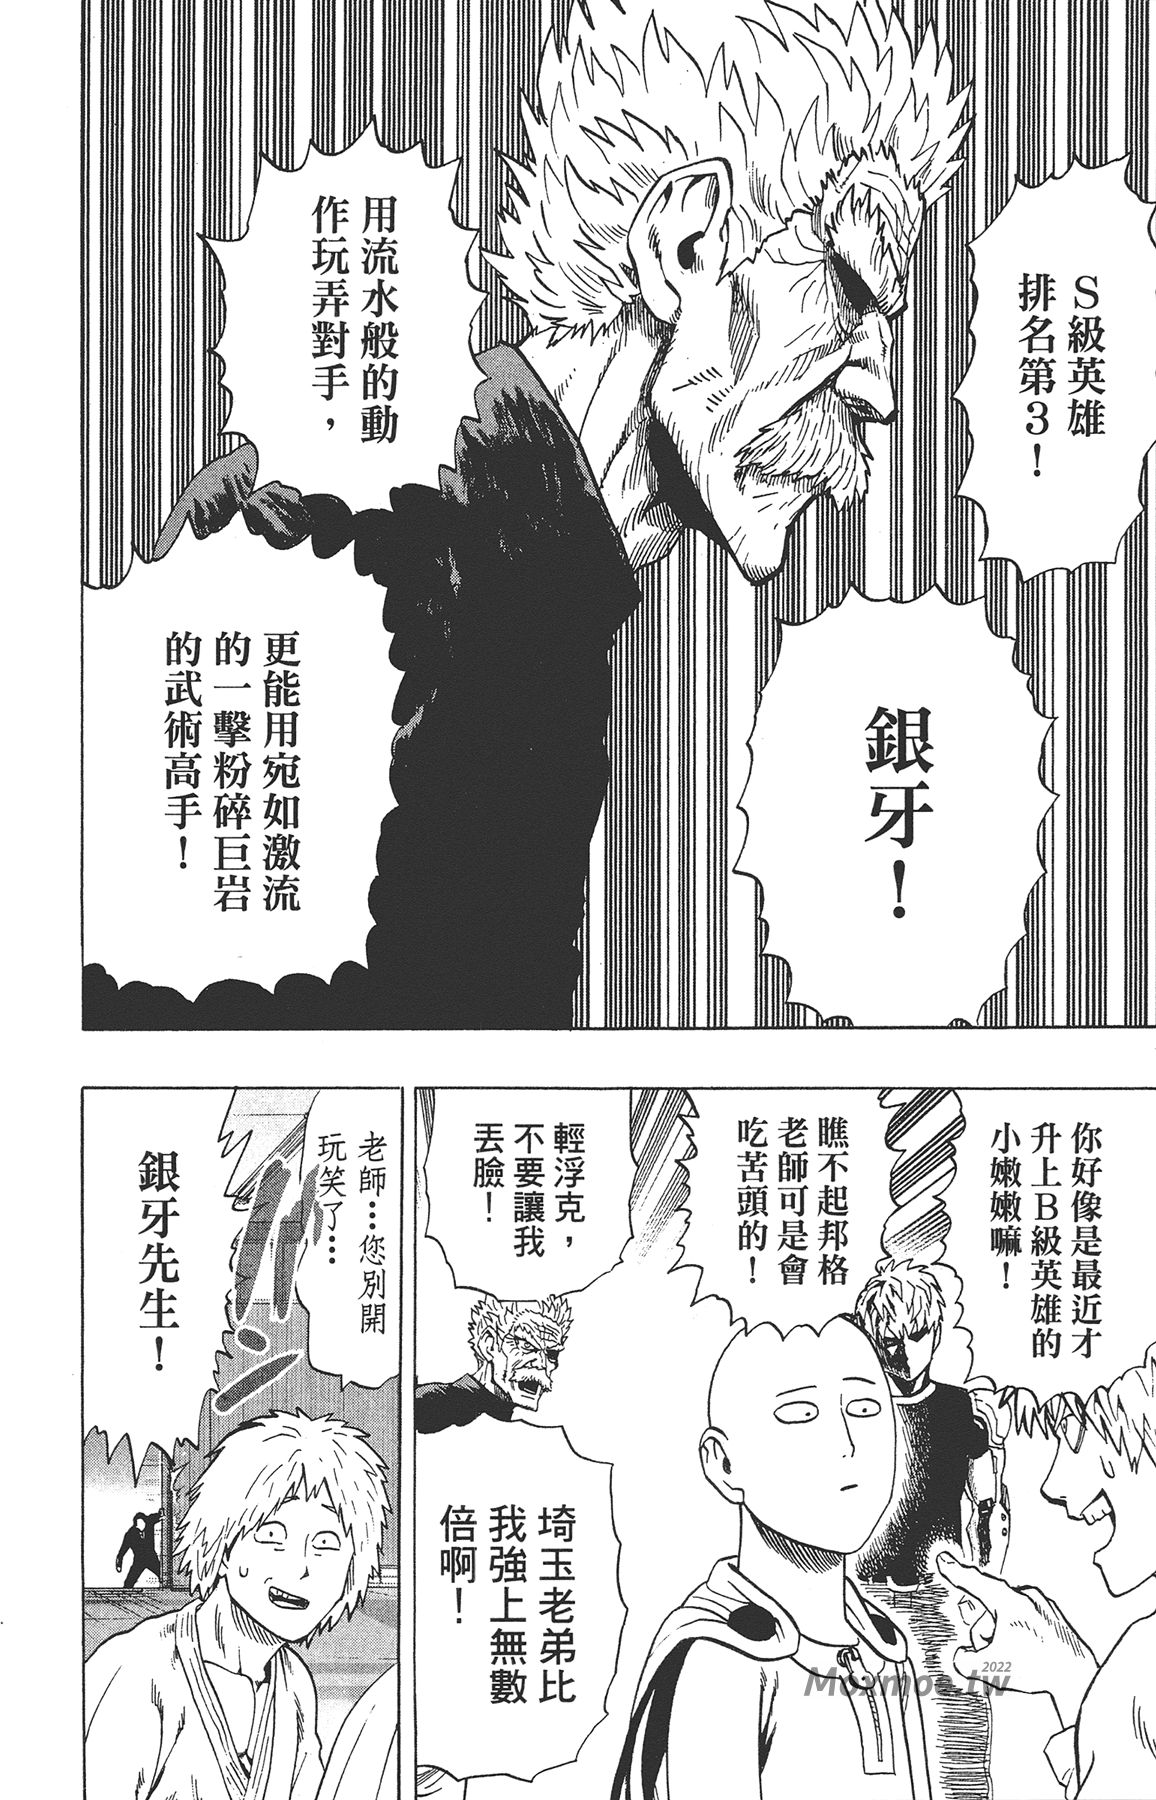 S級英雄
排名第3！
銀牙！
用流水般的動
作玩弄對手，
更能用宛如激流
的一擊粉碎巨岩
的武術高手！
你好像是最近才
升上B級英雄的
小嫩嫩嘛！
瞧不起邦格
老師可是會
吃苦頭的！
輕浮克，
不要讓我
丟臉！
埼玉老弟比
我強上無數
倍啊！
老師…您別開
玩笑了……
銀牙先生！
Moxmoe.tw
2022